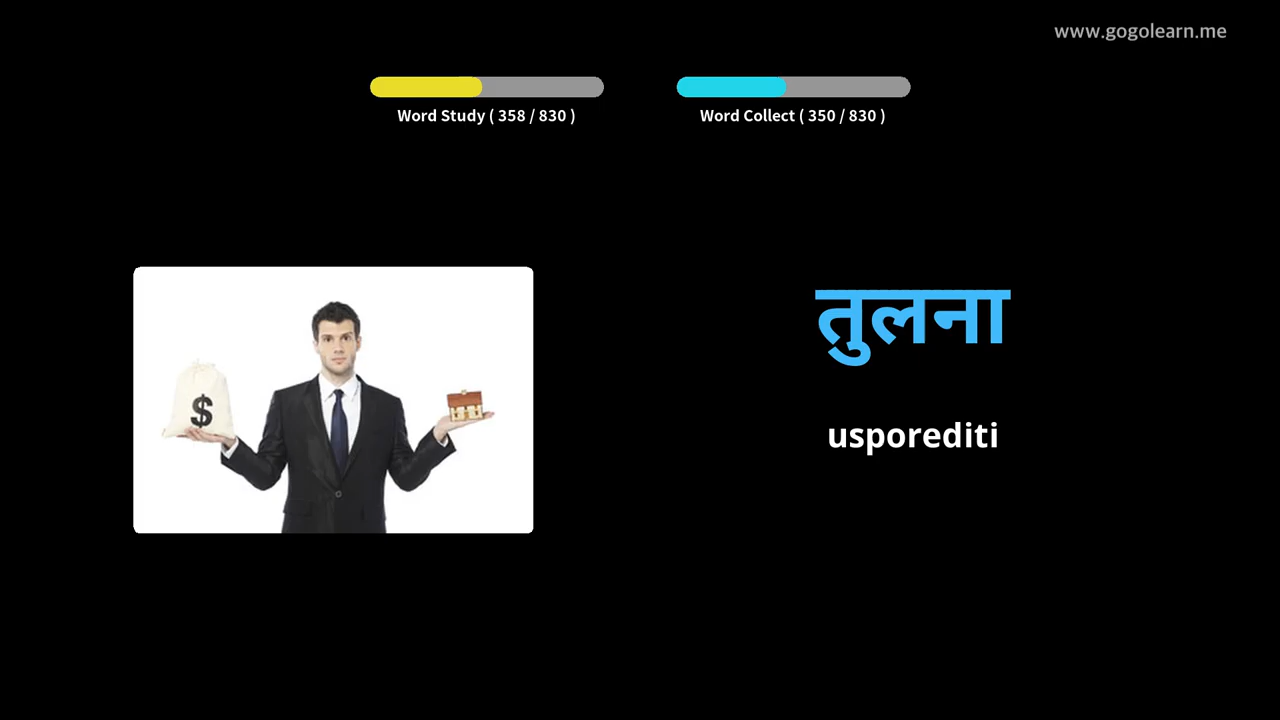 www.gogolearn.me
Word Study ( 358 / 830 )
Word Collect ( 350 / 830 )
$
तुलना
usporediti